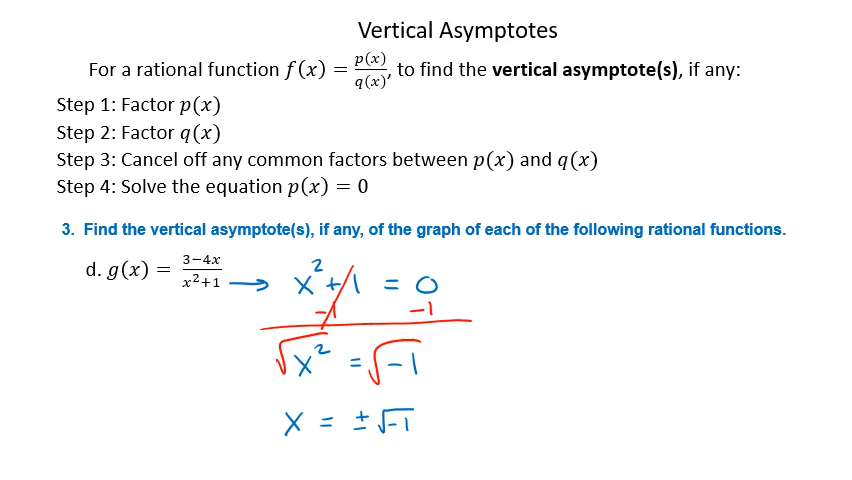 Vertical Asymptotes
For a rational function f(x) = p(x)/q(x), to find the vertical asymptote(s), if any:
Step 1: Factor p(x)
Step 2: Factor q(x)
Step 3: Cancel off any common factors between p(x) and q(x)
Step 4: Solve the equation p(x) = 0
3. Find the vertical asymptote(s), if any, of the graph of each of the following rational functions.
d. g(x) = 3−4x/x²+1 → x² + 1 = 0
-1 -1
√x² = √-1
x = ± √-1